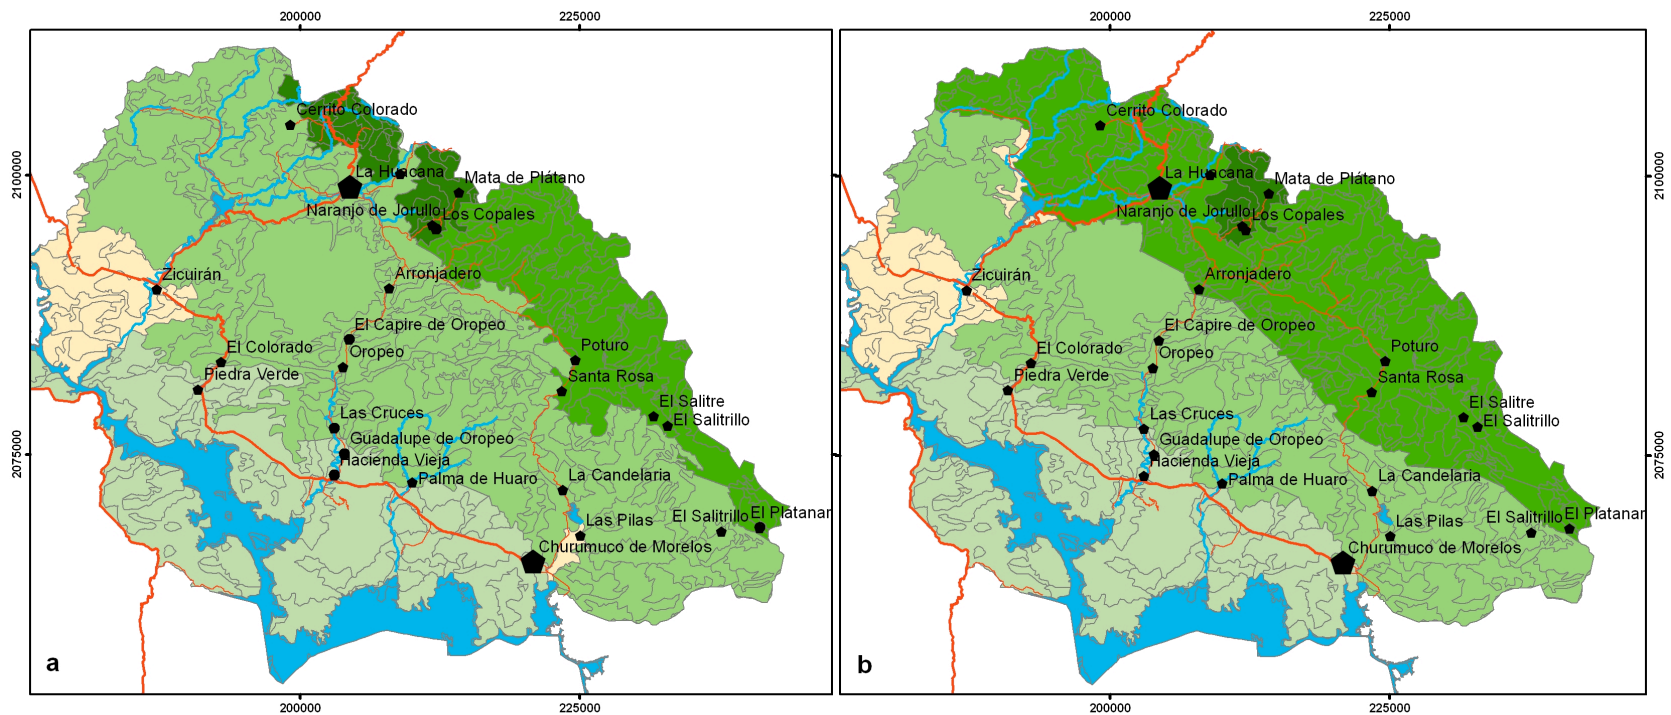 200000 225000 200000 225000
2100000
2075000
Cerrito Colorado
La Huacana
Mata de Plátano
Naranjo de Jorullo
Los Copales
Zicuirán
Arronjadero
El Capire de Oropeo
Oropeo
El Colorado
Piedra Verde
Poturo
Santa Rosa
El Salitre
El Salitrillo
Las Cruces
Guadalupe de Oropeo
Hacienda Vieja
Palma de Huaro
La Candelaria
Las Pilas
El Salitrillo
El Platanar
Churumuco de Morelos
a
Cerrito Colorado
La Huacana
Mata de Plátano
Naranjo de Jorullo
Los Copales
Zicuirán
Arronjadero
El Capire de Oropeo
Oropeo
El Colorado
Piedra Verde
Poturo
Santa Rosa
El Salitre
El Salitrillo
Las Cruces
Guadalupe de Oropeo
Hacienda Vieja
Palma de Huaro
La Candelaria
Las Pilas
El Salitrillo
El Platanar
Churumuco de Morelos
b
2100000
2075000
200000 225000 200000 225000